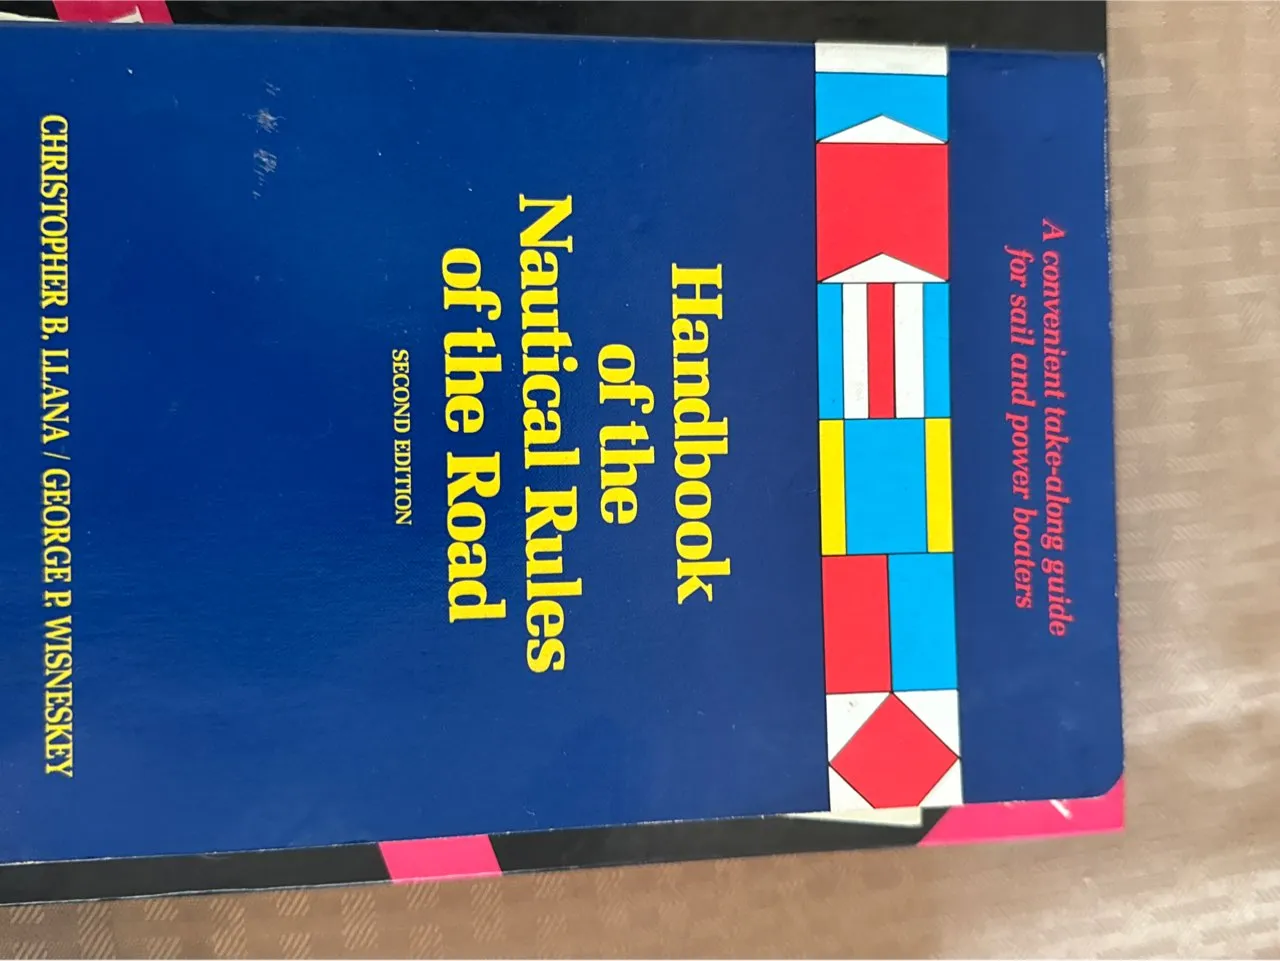 A convenient take-along guide
for sail and power boaters
Handbook
of the
Nautical Rules
of the Road
SECOND EDITION
CHRISTOPHER B. LLANA / GEORGE P. WISNESKEY